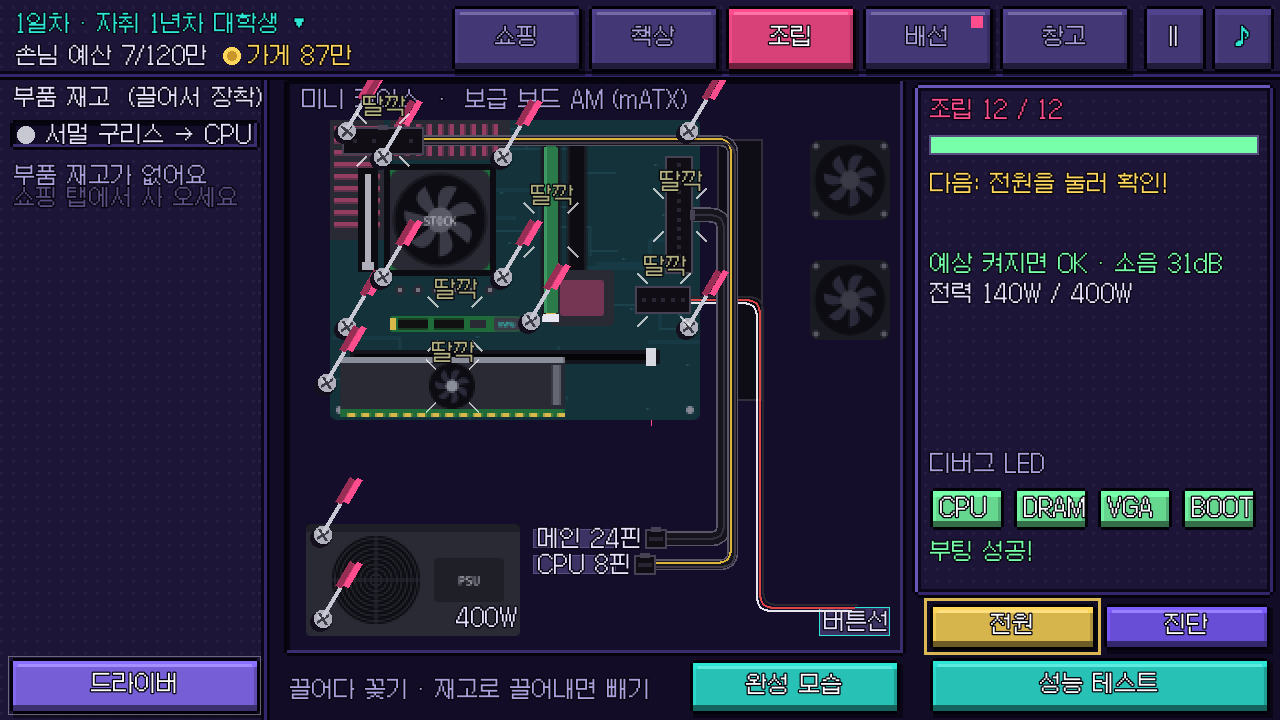 1일차 · 자취 1년차 대학생 ▼
손님 예산 7/120만 가게 87만
쇼핑
책상
조립
배선
창고
부품 재고 (끌어서 장착)
서멀 구리스 → CPU
부품 재고가 없어요
쇼핑 탭에서 사 오세요
드라이버
미니 · 보급 보드 AM (mATX)
딸깍
딸깍
딸깍
STOCK
딸깍
딸깍
딸깍
메인 24핀
CPU 8핀
PSU
400W
버튼선
끌어다 꽂기 · 재고로 끌어내면 빼기
완성 모습
조립 12 / 12
다음: 전원을 눌러 확인!
예상 켜지면 OK · 소음 31dB
전력 140W / 400W
디버그 LED
CPU
DRAM
VGA
BOOT
부팅 성공!
전원
진단
성능 테스트